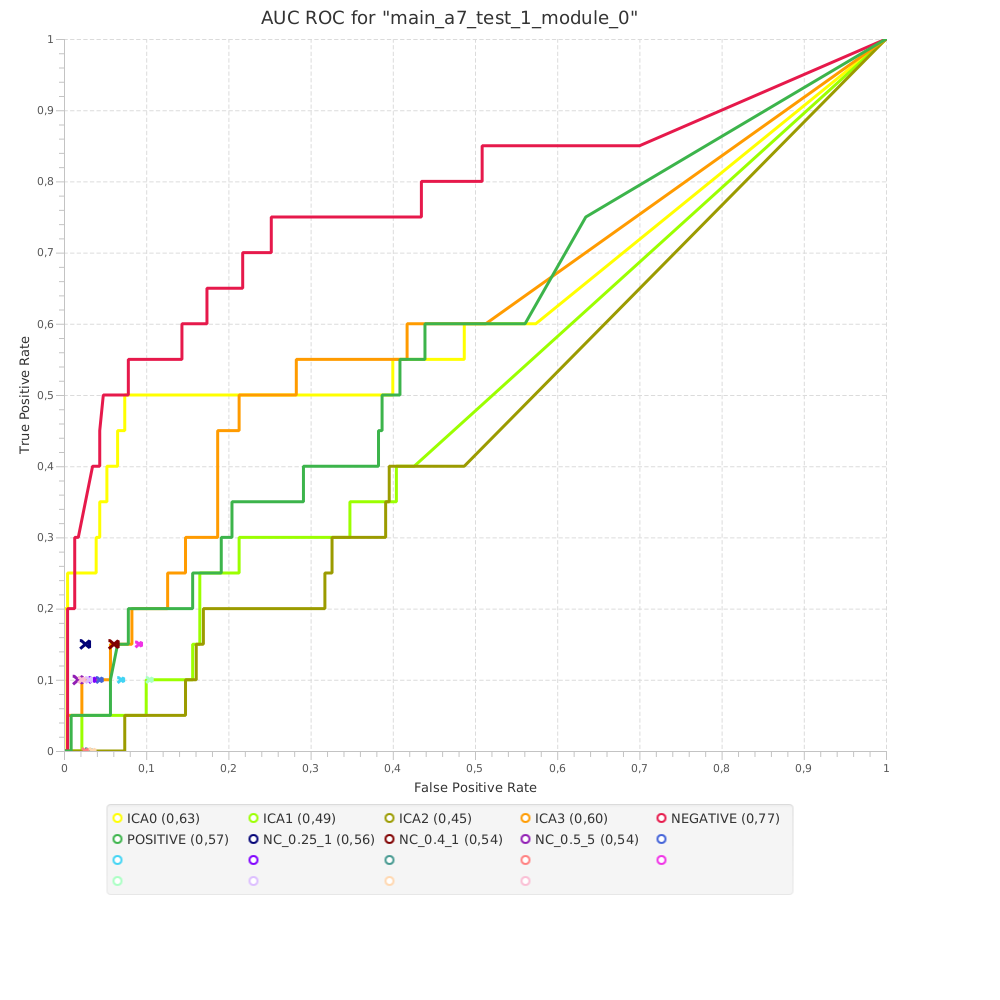 AUC ROC for "main_a7_test_1_module_0"
1
0,9
0,8
0,7
0,6
0,5
0,4
0,3
0,2
0,1
0
True Positive Rate
0 0,1 0,2 0,3 0,4 0,5 0,6 0,7 0,8 0,9 1
False Positive Rate
ICA0 (0,63) ICA1 (0,49) ICA2 (0,45) ICA3 (0,60) NEGATIVE (0,77)
POSITIVE (0,57) NC_0.25_1 (0,56) NC_0.4_1 (0,54) NC_0.5_5 (0,54)